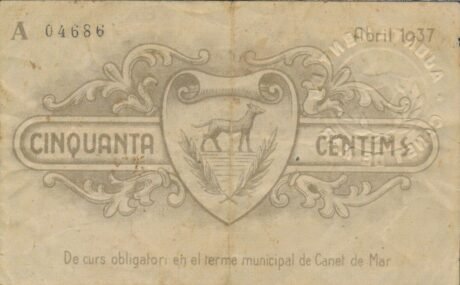 A 04686
Abril 1937
CINQUANTA CENTIMS
De curs obligatori en el terme municipal de Canet de Mar